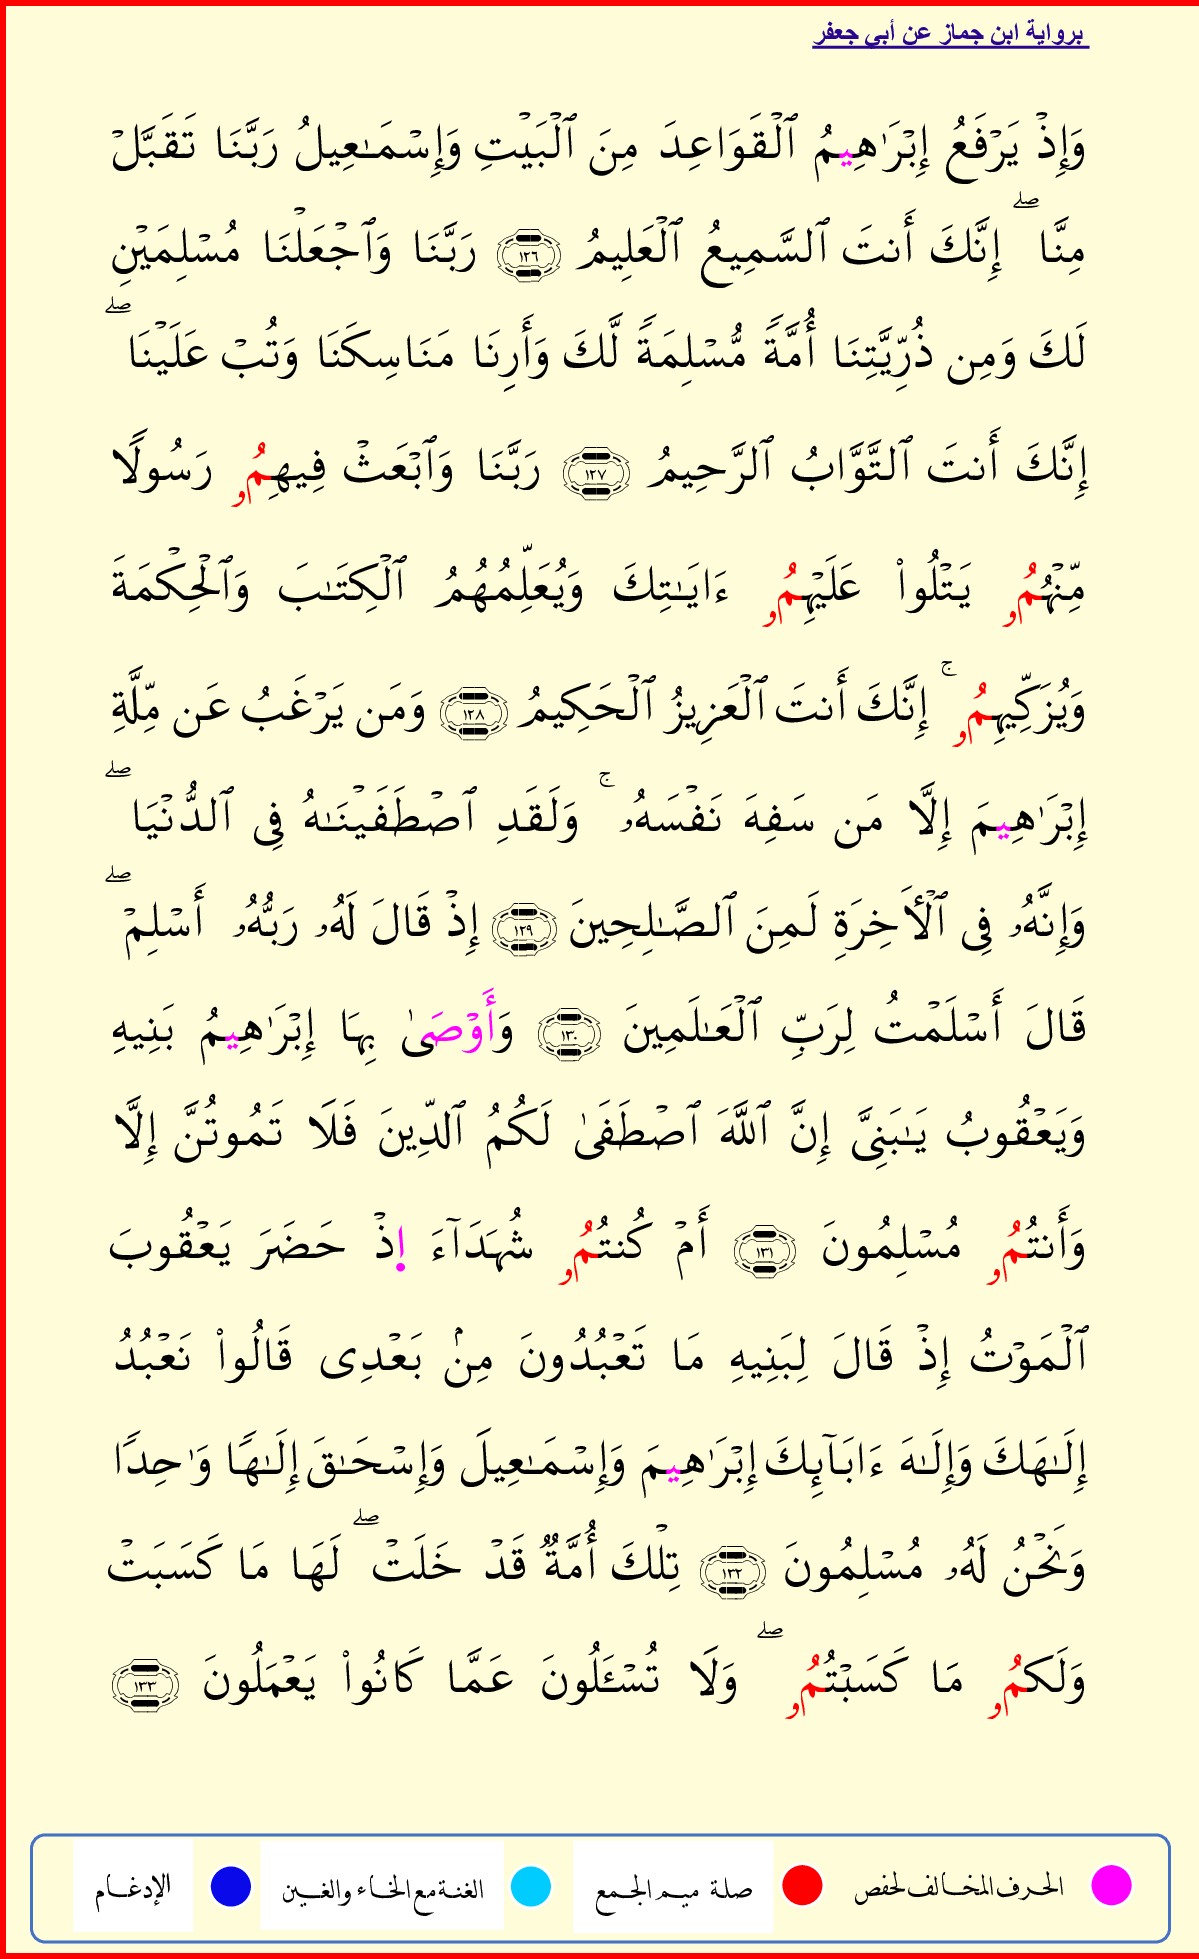 برواية ابن جماز عن أبي جعفر
وَإِذۡ يَرۡفَعُ إِبۡرَٰهِيمُ ٱلۡقَوَاعِدَ مِنَ ٱلۡبَيۡتِ وَإِسۡمَـٰعِيلُ رَبَّنَا تَقَبَّلۡ
مِنَّاۖ إِنَّكَ أَنتَ ٱلسَّمِيعُ ٱلۡعَلِيمُ ١٢٦ رَبَّنَا وَٱجۡعَلۡنَا مُسۡلِمَيۡنِ
لَكَ وَمِن ذُرِّيَّتِنَا أُمَّةً مُّسۡلِمَةً لَّكَ وَأَرِنَا مَنَاسِكَنَا وَتُبۡ عَلَيۡنَاۖ
إِنَّكَ أَنتَ ٱلتَّوَّابُ ٱلرَّحِيمُ ١٢٧ رَبَّنَا وَٱبۡعَثۡ فِيهِمُۥ رَسُولًا
مِّنۡهُمُۥ يَتۡلُواْ عَلَيۡهِمُۥ ءَايَـٰتِكَ وَيُعَلِّمُهُمُ ٱلۡكِتَـٰبَ وَٱلۡحِكۡمَةَ
وَيُزَكِّيهِمُۥۚ إِنَّكَ أَنتَ ٱلۡعَزِيزُ ٱلۡحَكِيمُ ١٢٨ وَمَن يَرۡغَبُ عَن مِّلَّةِ
إِبۡرَٰهِيمَ إِلَّا مَن سَفِهَ نَفۡسَهُۥۚ وَلَقَدِ ٱصۡطَفَيۡنَـٰهُ فِى ٱلدُّنۡيَاۖ
وَإِنَّهُۥ فِى ٱلۡأَخِرَةِ لَمِنَ ٱلصَّـٰلِحِينَ ١٢٩ إِذۡ قَالَ لَهُۥ رَبُّهُۥ أَسۡلِمۡۖ
قَالَ أَسۡلَمۡتُ لِرَبِّ ٱلۡعَـٰلَمِينَ ١٣٠ وَأَوۡصَىٰ بِهَا إِبۡرَٰهِيمُ بَنِيهِ
وَيَعۡقُوبُ يَـٰبَنِىَّ إِنَّ ٱللَّهَ ٱصۡطَفَىٰ لَكُمُ ٱلدِّينَ فَلَا تَمُوتُنَّ إِلَّا
وَأَنتُمُۥ مُسۡلِمُونَ ١٣١ أَمۡ كُنتُمُۥ شُهَدَآءَ اِذۡ حَضَرَ يَعۡقُوبَ
ٱلۡمَوۡتُ إِذۡ قَالَ لِبَنِيهِ مَا تَعۡبُدُونَ مِنۢ بَعۡدِى قَالُواْ نَعۡبُدُ
إِلَـٰهَكَ وَإِلَـٰهَ ءَابَآئِكَ إِبۡرَٰهِيمَ وَإِسۡمَـٰعِيلَ وَإِسۡحَـٰقَ إِلَـٰهًا وَٰحِدًا
وَنَحۡنُ لَهُۥ مُسۡلِمُونَ ١٣٢ تِلۡكَ أُمَّةٌ قَدۡ خَلَتۡۖ لَهَا مَا كَسَبَتۡ
وَلَكُمُۥ مَا كَسَبۡتُمُۥۖ وَلَا تُسۡـَٔلُونَ عَمَّا كَانُواْ يَعۡمَلُونَ ١٣٣
الحرف المخالف لحفص
صلة ميم الجمع
الغنة مع الخاء والغين
الإدغام